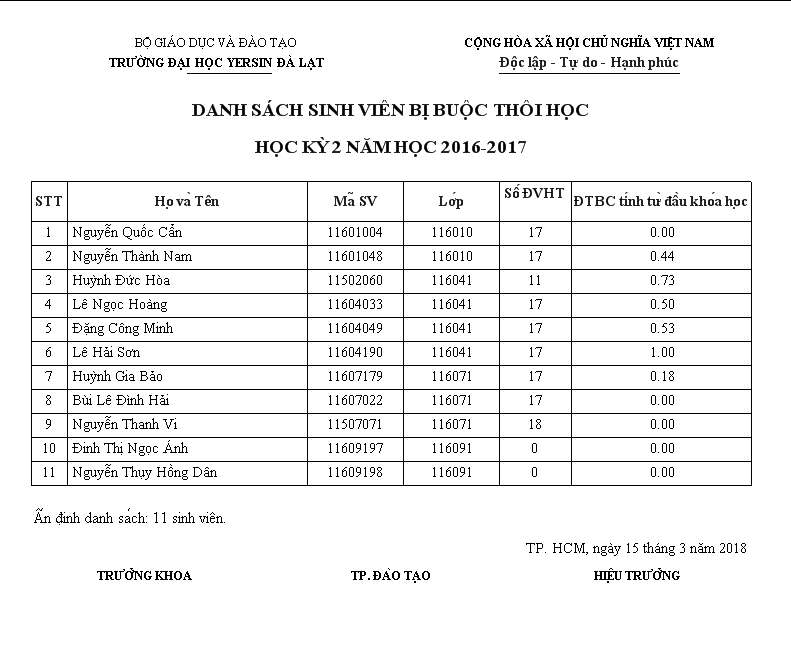 BỘ GIÁO DỤC VÀ ĐÀO TẠO
TRƯỜNG ĐẠI HỌC YERSIN ĐÀ LẠT
CỘNG HÒA XÃ HỘI CHỦ NGHĨA VIỆT NAM
Độc lập - Tự do - Hạnh phúc
DANH SÁCH SINH VIÊN BỊ BUỘC THÔI HỌC
HỌC KỲ 2 NĂM HỌC 2016-2017
STT Họ và Tên Mã SV Lớp Số ĐVHT ĐTBC tính từ đầu khóa học
1 Nguyễn Quốc Cẩn 11601004 116010 17 0.00
2 Nguyễn Thành Nam 11601048 116010 17 0.44
3 Huỳnh Đức Hòa 11502060 116041 11 0.73
4 Lê Ngọc Hoàng 11604033 116041 17 0.50
5 Đặng Công Minh 11604049 116041 17 0.53
6 Lê Hải Sơn 11604190 116041 17 1.00
7 Huỳnh Gia Bảo 11607179 116071 17 0.18
8 Bùi Lê Đình Hải 11607022 116071 17 0.00
9 Nguyễn Thanh Vi 11507071 116071 18 0.00
10 Đinh Thị Ngọc Ánh 11609197 116091 0 0.00
11 Nguyễn Thụy Hồng Dân 11609198 116091 0 0.00
Ấn định danh sách: 11 sinh viên.
TP. HCM, ngày 15 tháng 3 năm 2018
TRƯỞNG KHOA TP. ĐÀO TẠO HIỆU TRƯỞNG